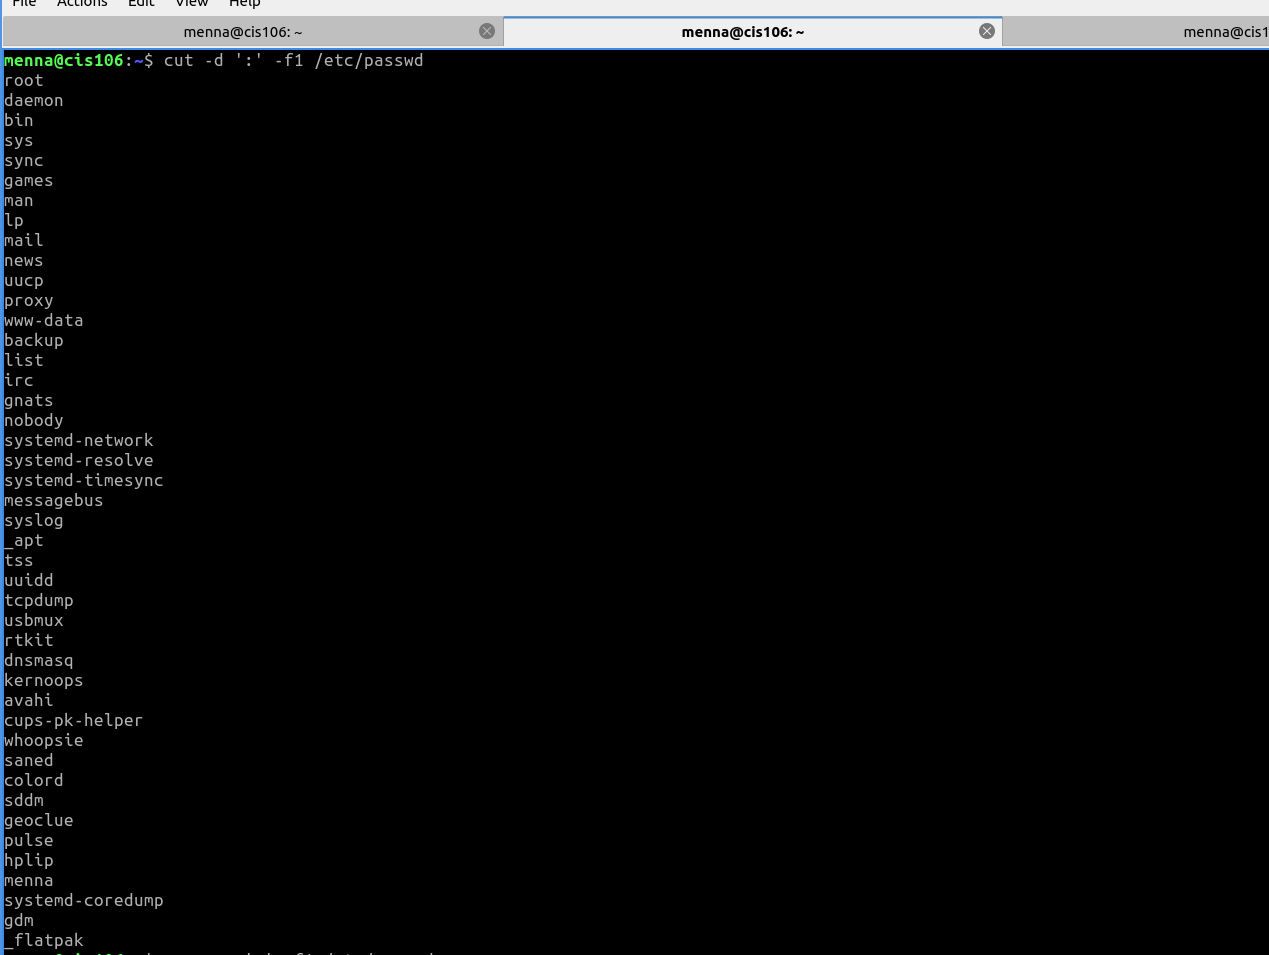 File Actions Edit View Help
menna@cis106: ~ menna@cis106: ~ menna@cis1
menna@cis106:~$ cut -d ':' -f1 /etc/passwd
root
daemon
bin
sys
sync
games
man
lp
mail
news
uucp
proxy
www-data
backup
list
irc
gnats
nobody
systemd-network
systemd-resolve
systemd-timesync
messagebus
syslog
_apt
tss
uuidd
tcpdump
usbmux
rtkit
dnsmasq
kernoops
avahi
cups-pk-helper
whoopsie
saned
colord
sddm
geoclue
pulse
hplip
menna
systemd-coredump
gdm
_flatpak